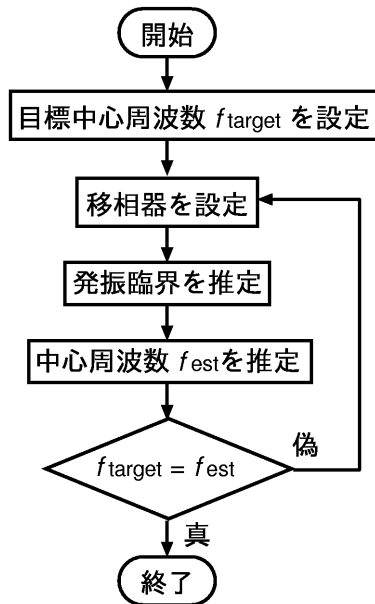 開始
目標中心周波数 ftarget を設定
移相器を設定
発振臨界を推定
中心周波数 festを推定
ftarget = fest
偽
真
終了